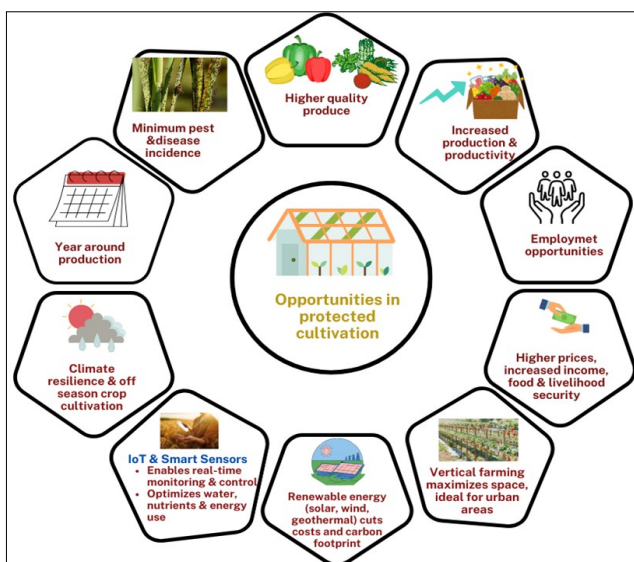 Higher quality
produce
Increased
production &
productivity
Employmet
opportunities
Higher prices,
increased income,
food & livelihood
security
Vertical farming
maximizes space,
ideal for urban
areas
Renewable energy
(solar, wind,
geothermal) cuts
costs and carbon
footprint
IoT & Smart Sensors
• Enables real-time
monitoring & control
• Optimizes water,
nutrients & energy
use
Climate
resilience & off
season crop
cultivation
Year around
production
Minimum pest
&disease
incidence
Opportunities in
protected
cultivation